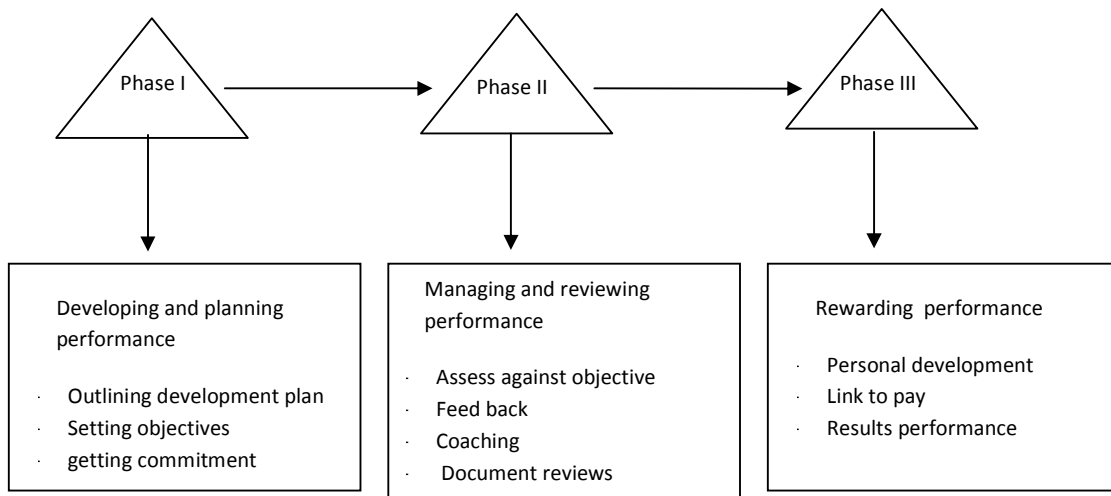 Phase I
Phase II
Phase III
Developing and planning
performance
· Outlining development plan
· Setting objectives
· getting commitment
Managing and reviewing
performance
· Assess against objective
· Feed back
· Coaching
· Document reviews
Rewarding performance
· Personal development
· Link to pay
· Results performance